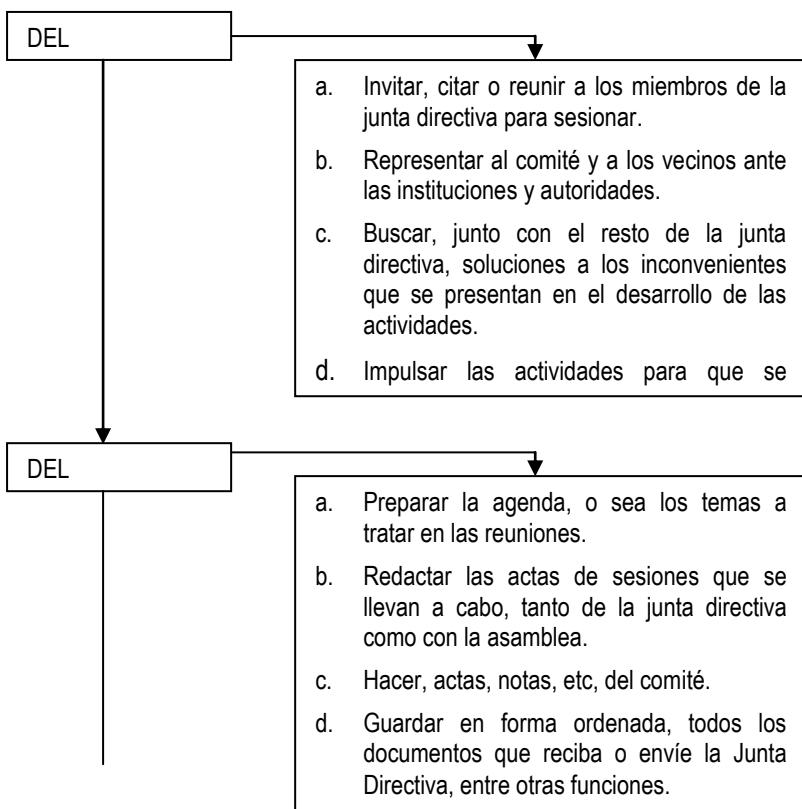 DEL
a. Invitar, citar o reunir a los miembros de la
junta directiva para sesionar.
b. Representar al comité y a los vecinos ante
las instituciones y autoridades.
c. Buscar, junto con el resto de la junta
directiva, soluciones a los inconvenientes
que se presentan en el desarrollo de las
actividades.
d. Impulsar las actividades para que se
DEL
a. Preparar la agenda, o sea los temas a
tratar en las reuniones.
b. Redactar las actas de sesiones que se
llevan a cabo, tanto de la junta directiva
como con la asamblea.
c. Hacer, actas, notas, etc, del comité.
d. Guardar en forma ordenada, todos los
documentos que reciba o envíe la Junta
Directiva, entre otras funciones.